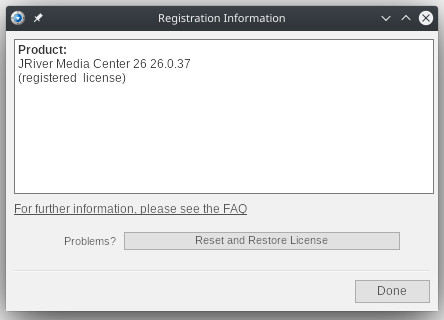 Registration Information
Product:
JRiver Media Center 26 26.0.37
(registered license)
For further information, please see the FAQ
Problems?
Reset and Restore License
Done